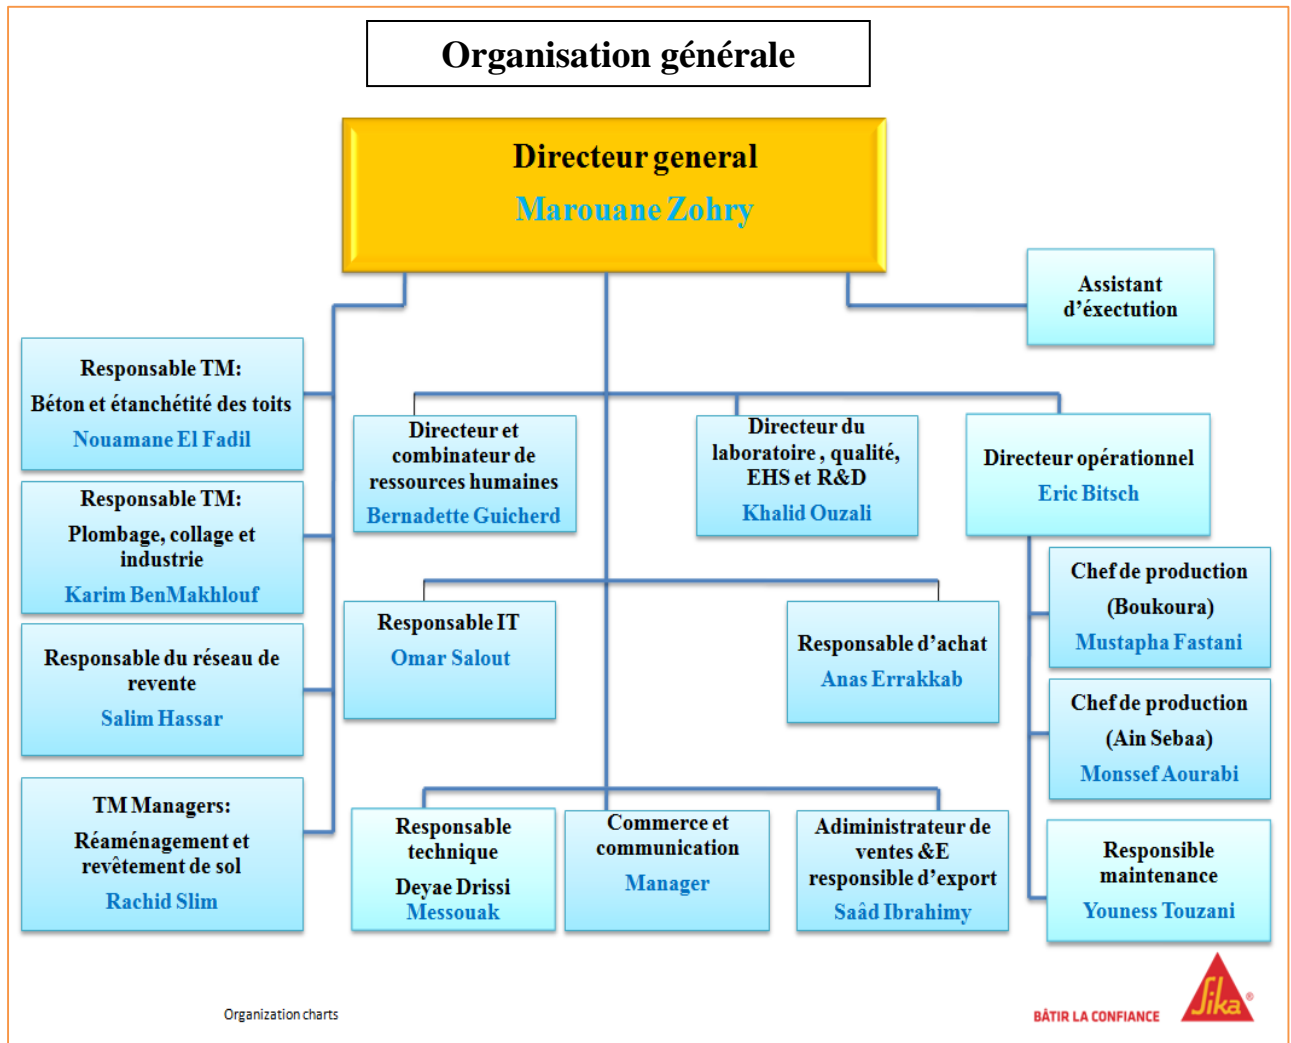 Organisation générale
Directeur general
Marouane Zohry
Assistant
d’éxectution
Responsable TM:
Béton et étanchétité des toits
Nouamane El Fadil
Responsable TM:
Plombage, collage et
industrie
Karim BenMakhlouf
Responsable du réseau de
revente
Salim Hassar
TM Managers:
Réaménagement et
revêtement de sol
Rachid Slim
Directeur et
combinateur de
ressources humaines
Bernadette Guicherd
Directeur du
laboratoire , qualité,
EHS et R&D
Khalid Ouzali
Directeur opérationnel
Eric Bitsch
Chef de production
(Boukoura)
Mustapha Fastani
Chef de production
(Ain Sebaa)
Monssef Aourabi
Responsible
maintenance
Youness Touzani
Responsable IT
Omar Salout
Responsable d’achat
Anas Errakkab
Responsable
technique
Deyae Drissi
Messouak
Commerce et
communication
Manager
Adiministrateur de
ventes &E
responsible d’export
Saâd Ibrahimy
Organization charts
BÂTIR LA CONFIANCE
Sika®